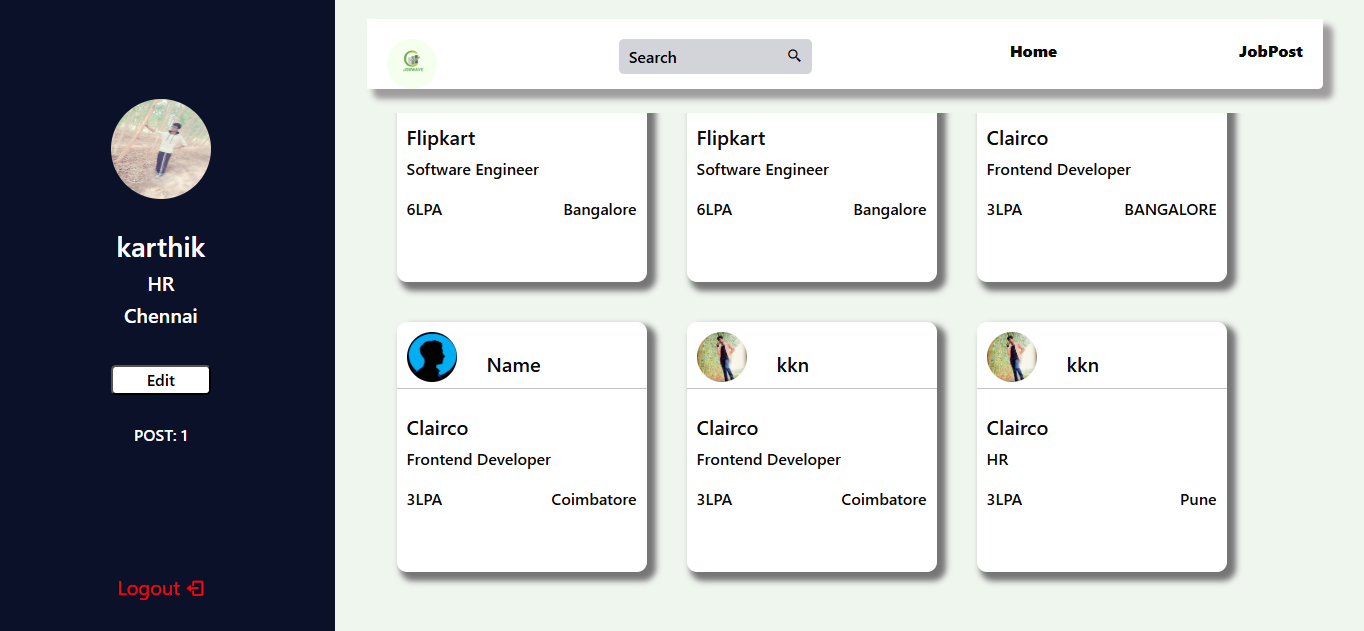 JOBWAVE
Search
Home
JobPost
karthik
HR
Chennai
Edit
POST: 1
Logout
Flipkart
Software Engineer
6LPA Bangalore
Flipkart
Software Engineer
6LPA Bangalore
Clairco
Frontend Developer
3LPA BANGALORE
Name
Clairco
Frontend Developer
3LPA Coimbatore
kkn
Clairco
Frontend Developer
3LPA Coimbatore
kkn
Clairco
HR
3LPA Pune